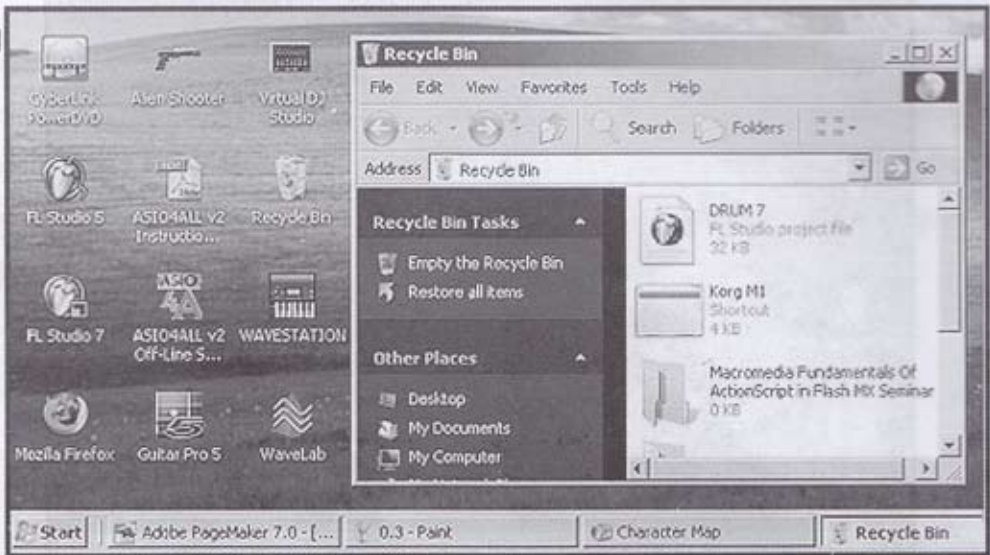 CyberLink
PowerDVD
Alien Shooter
Virtual DJ
Studio
FL Studio 5
ASIO4ALL v2
Instructio...
Recycle Bin
FL Studio 7
ASIO4ALL v2
Off-Line S...
WAVESTATION
Mozilla Firefox
Guitar Pro 5
WaveLab
Recycle Bin
File Edit View Favorites Tools Help
Back Search Folders
Address Recycle Bin Go
Recycle Bin Tasks
Empty the Recycle Bin
Restore all items
Other Places
Desktop
My Documents
My Computer
DRUM 7
FL Studio project file
32 KB
Korg M1
Shortcut
4 KB
Macromedia Fundamentals Of
ActionScript in Flash MX Seminar
0 KB
Start Adobe PageMaker 7.0 - [... 0.3 - Paint Character Map Recycle Bin